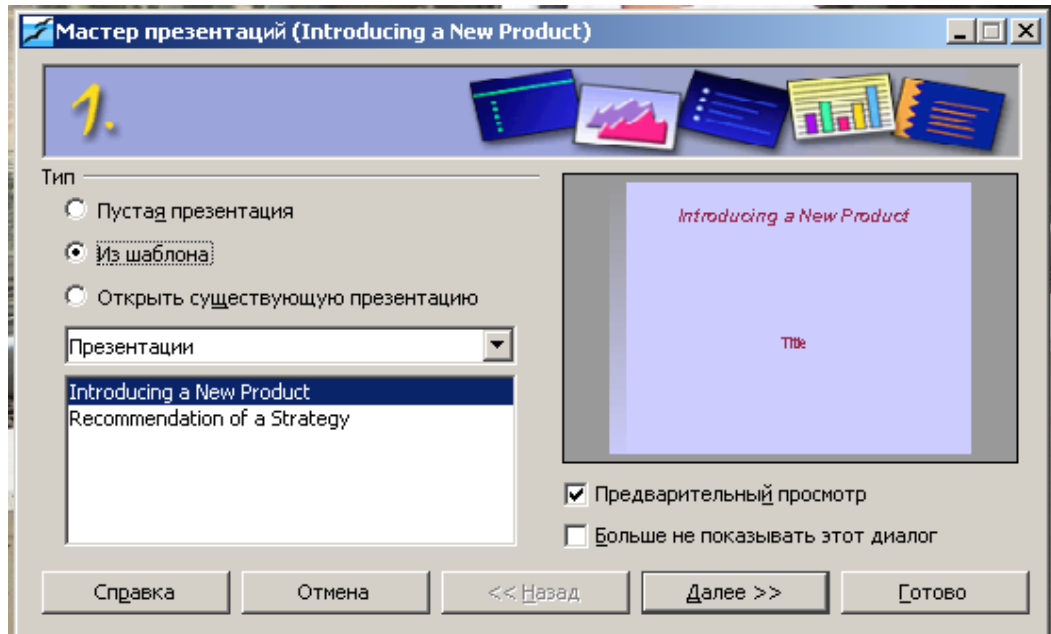 Мастер презентаций (Introducing a New Product)
1.
Тип
Пустая презентация
Из шаблона
Открыть существующую презентацию
Презентации
Introducing a New Product
Recommendation of a Strategy
Introducing a New Product
Title
Предварительный просмотр
Больше не показывать этот диалог
Справка
Отмена
<< Назад
Далее >>
Готово